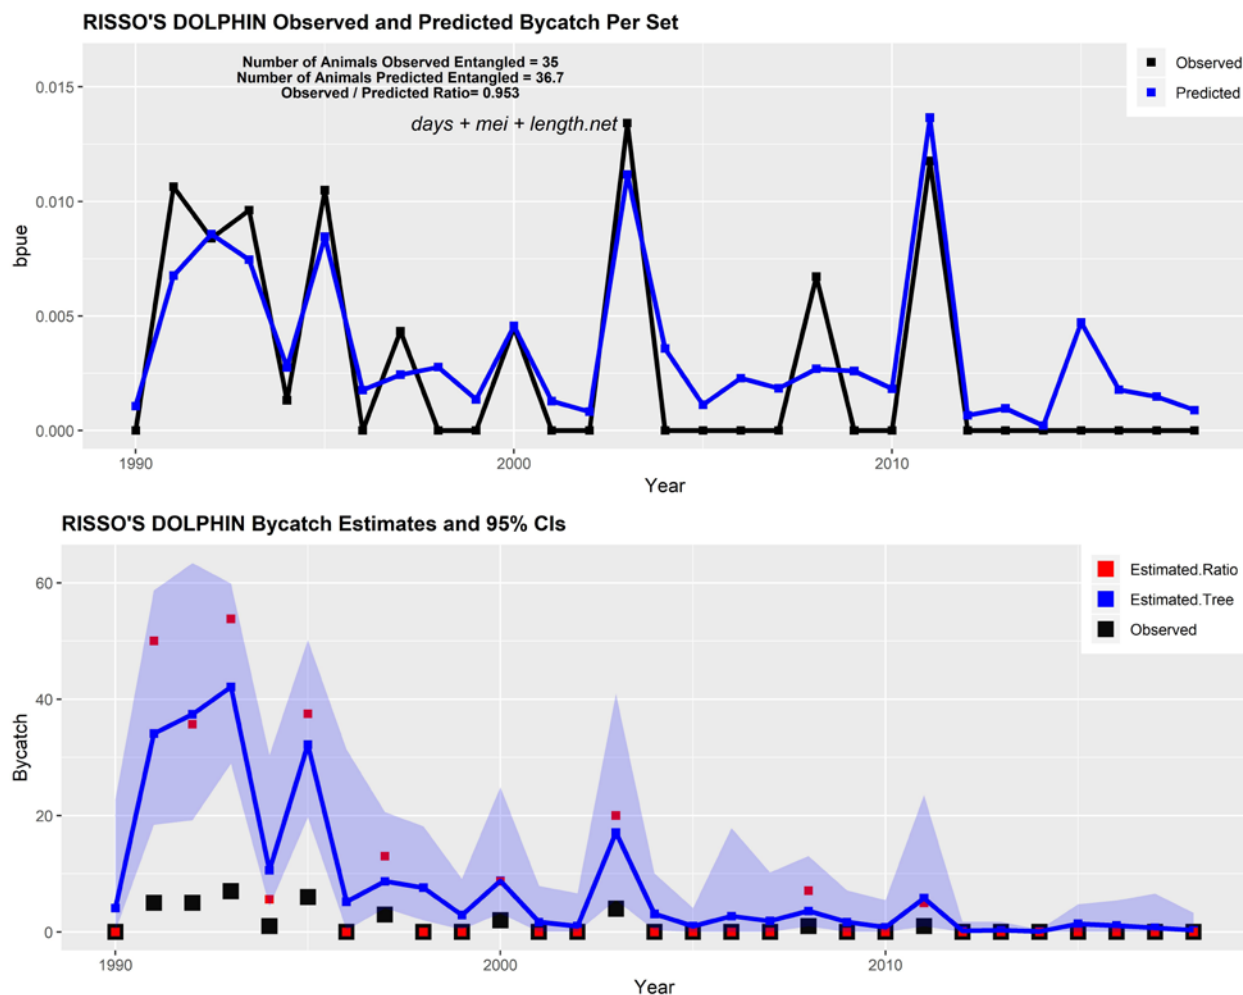 RISSO'S DOLPHIN Observed and Predicted Bycatch Per Set
Number of Animals Observed Entangled = 35
Number of Animals Predicted Entangled = 36.7
Observed / Predicted Ratio= 0.953
days + mei + length.net
Observed
Predicted
0.015
0.010
0.005
0.000
bpue
1990
2000
2010
Year
RISSO'S DOLPHIN Bycatch Estimates and 95% CIs
Estimated.Ratio
Estimated.Tree
Observed
60
40
20
0
Bycatch
1990
2000
2010
Year